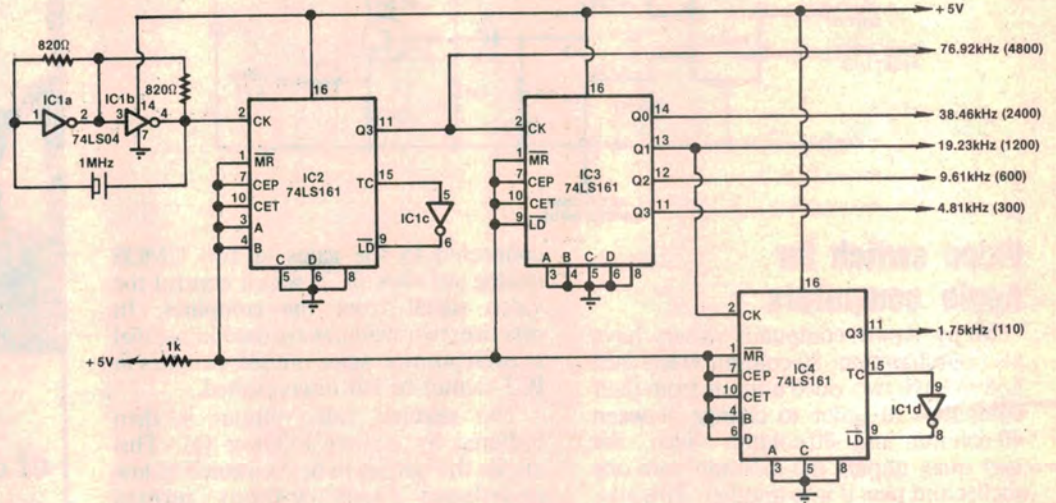 +5V
76.92kHz (4800)
820Ω
820Ω
IC1a
IC1b
14
1
2
3
4
7
74LS04
1MHz
16
2
CK
Q3
11
1
MR
7
CEP
IC2
74LS161
TC
15
10
CET
3
A
4
B
LD
9
C
D
5
6
8
5
IC1c
6
16
2
CK
Q0
14
38.46kHz (2400)
Q1
13
19.23kHz (1200)
1
MR
7
CEP
IC3
74LS161
Q2
12
9.61kHz (600)
10
CET
9
LD
Q3
11
4.81kHz (300)
A
B
C
D
3
4
5
6
8
+5V
1k
16
2
CK
Q3
11
1.75kHz (110)
1
MR
7
CEP
IC4
74LS161
TC
15
10
CET
4
B
6
D
LD
9
A
C
3
5
8
9
IC1d
8